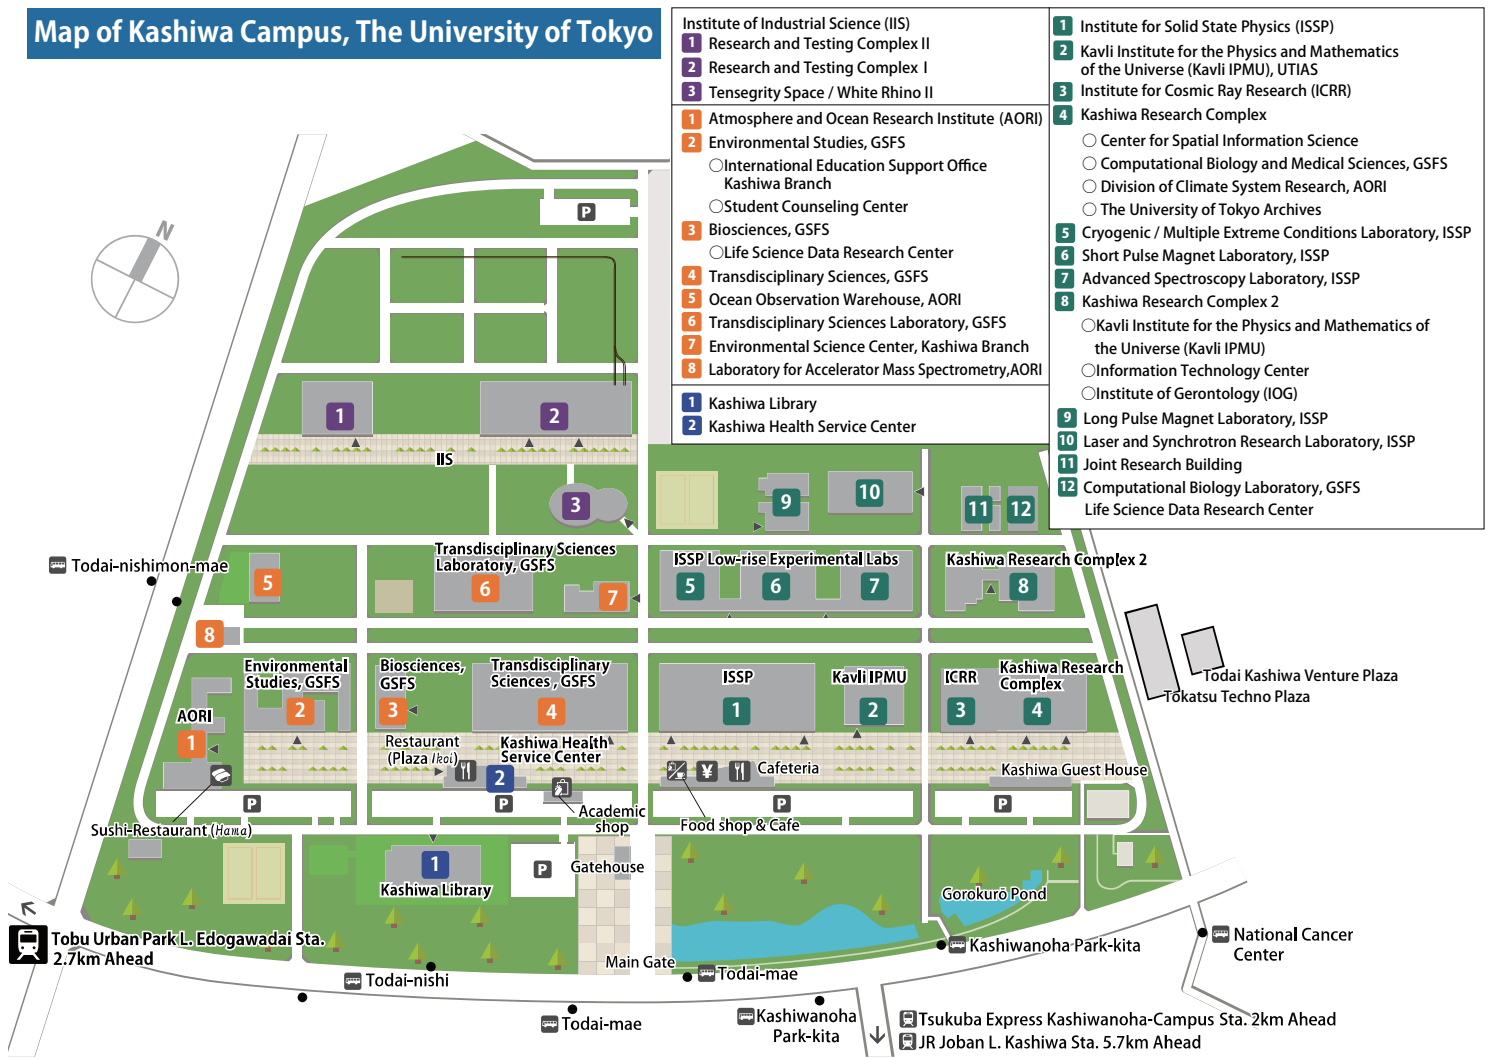 Map of Kashiwa Campus, The University of Tokyo
Institute of Industrial Science (IIS)
1 Research and Testing Complex II
2 Research and Testing Complex I
3 Tensegrity Space / White Rhino II
1 Atmosphere and Ocean Research Institute (AORI)
2 Environmental Studies, GSFS
○International Education Support Office
Kashiwa Branch
○Student Counseling Center
3 Biosciences, GSFS
○Life Science Data Research Center
4 Transdisciplinary Sciences, GSFS
5 Ocean Observation Warehouse, AORI
6 Transdisciplinary Sciences Laboratory, GSFS
7 Environmental Science Center, Kashiwa Branch
8 Laboratory for Accelerator Mass Spectrometry,AORI
1 Kashiwa Library
2 Kashiwa Health Service Center
1 Institute for Solid State Physics (ISSP)
2 Kavli Institute for the Physics and Mathematics
of the Universe (Kavli IPMU), UTIAS
3 Institute for Cosmic Ray Research (ICRR)
4 Kashiwa Research Complex
○ Center for Spatial Information Science
○ Computational Biology and Medical Sciences, GSFS
○ Division of Climate System Research, AORI
○ The University of Tokyo Archives
5 Cryogenic / Multiple Extreme Conditions Laboratory, ISSP
6 Short Pulse Magnet Laboratory, ISSP
7 Advanced Spectroscopy Laboratory, ISSP
8 Kashiwa Research Complex 2
○Kavli Institute for the Physics and Mathematics of
the Universe (Kavli IPMU)
○Information Technology Center
○Institute of Gerontology (IOG)
9 Long Pulse Magnet Laboratory, ISSP
10 Laser and Synchrotron Research Laboratory, ISSP
11 Joint Research Building
12 Computational Biology Laboratory, GSFS
Life Science Data Research Center
N
P
1
2
IIS
3
9
10
11
12
Todai-nishimon-mae
5
Transdisciplinary Sciences
Laboratory, GSFS
6
7
ISSP Low-rise Experimental Labs
5
6
7
Kashiwa Research Complex 2
8
8
Environmental
Studies, GSFS
2
Biosciences,
GSFS
3
Transdisciplinary
Sciences , GSFS
4
ISSP
1
Kavli IPMU
2
ICRR
3
Kashiwa Research
Complex
4
Todai Kashiwa Venture Plaza
Tokatsu Techno Plaza
AORI
1
Restaurant
(Plaza Ikoi)
Kashiwa Health
Service Center
2
¥
Cafeteria
Kashiwa Guest House
P
P
P
P
Sushi-Restaurant (Hama)
Academic
shop
Food shop & Cafe
1
Kashiwa Library
P
Gatehouse
Gorokurō Pond
Tobu Urban Park L. Edogawadai Sta.
2.7km Ahead
Main Gate
Todai-nishi
Todai-mae
Kashiwanoha Park-kita
National Cancer
Center
Todai-mae
Kashiwanoha
Park-kita
Tsukuba Express Kashiwanoha-Campus Sta. 2km Ahead
JR Joban L. Kashiwa Sta. 5.7km Ahead